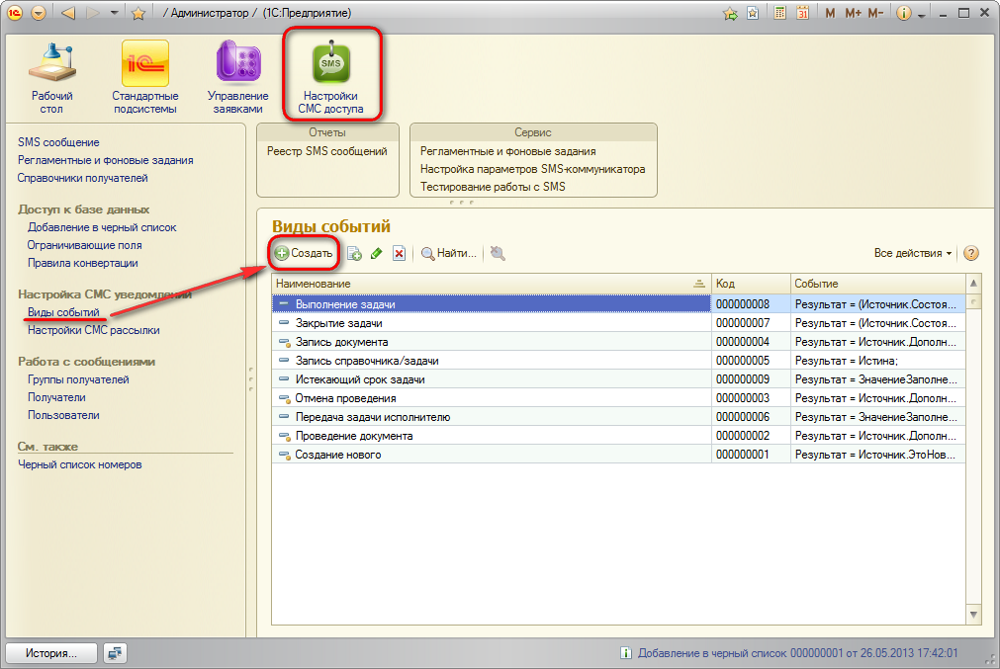 / Администратор / (1С:Предприятие)
31
M M+ M-
Рабочий
стол
Стандартные
подсистемы
Управление
заявками
SMS
Настройки
СМС доступа
SMS сообщение
Регламентные и фоновые задания
Справочники получателей
Доступ к базе данных
Добавление в черный список
Ограничивающие поля
Правила конвертации
Настройка СМС уведомлений
Виды событий
Настройки СМС рассылки
Работа с сообщениями
Группы получателей
Получатели
Пользователи
См. также
Черный список номеров
Отчеты
Реестр SMS сообщений
Сервис
Регламентные и фоновые задания
Настройка параметров SMS-коммуникатора
Тестирование работы с SMS
Виды событий
Создать Найти... Все действия
Наименование Код Событие
Выполнение задачи 000000008 Результат = (Источник.Состоя...
Закрытие задачи 000000007 Результат = (Источник.Состоя...
Запись документа 000000004 Результат = Источник.Дополн...
Запись справочника/задачи 000000005 Результат = Истина;
Истекающий срок задачи 000000009 Результат = ЗначениеЗаполне...
Отмена проведения 000000003 Результат = Источник.Дополн...
Передача задачи исполнителю 000000006 Результат = ЗначениеЗаполне...
Проведение документа 000000002 Результат = Источник.Дополн...
Создание нового 000000001 Результат = Источник.ЭтоНов...
История...
Добавление в черный список 000000001 от 26.05.2013 17:42:01